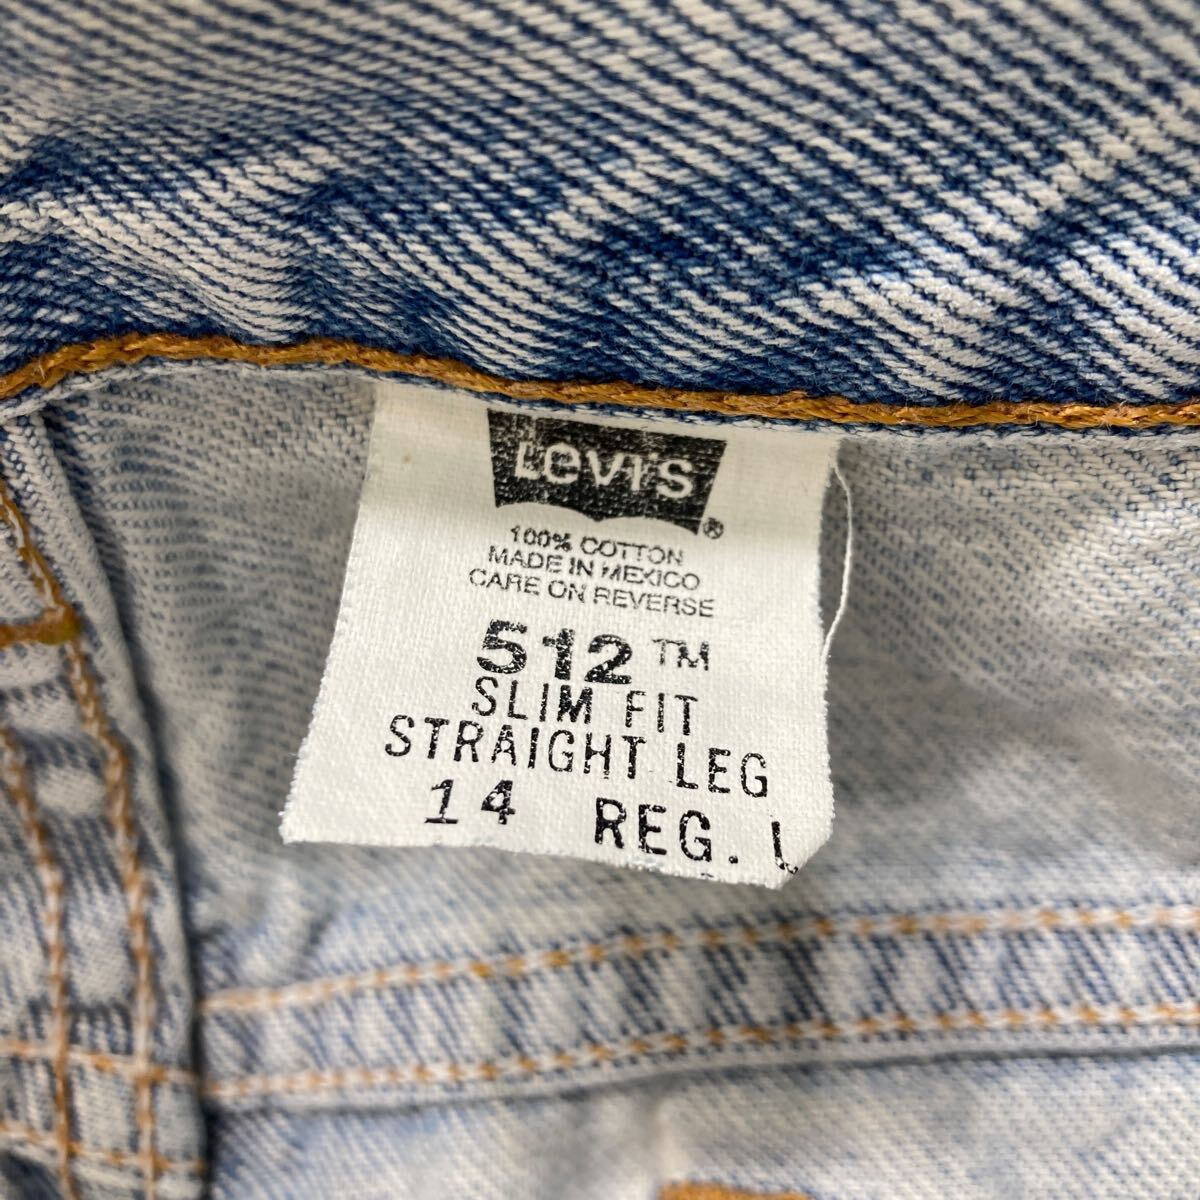 Levi's
®
100% COTTON
MADE IN MEXICO
CARE ON REVERSE
512™
SLIM FIT
STRAIGHT LEG
14 REG. L